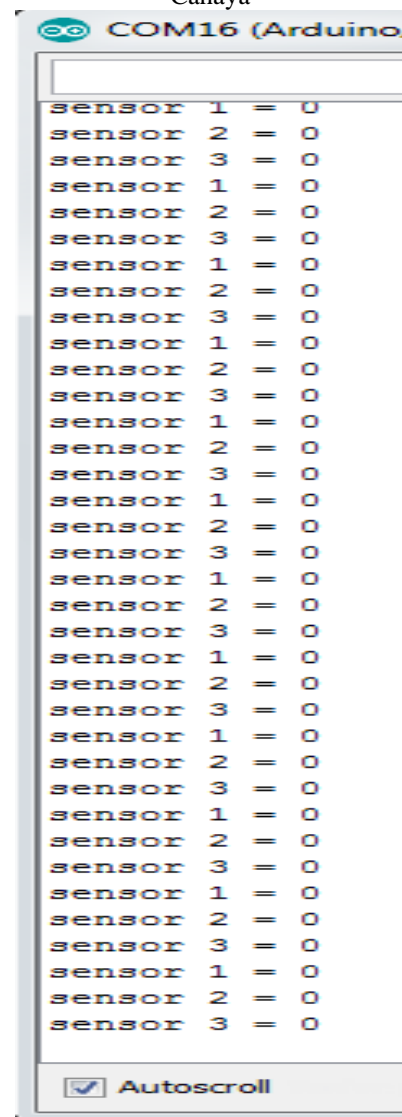 Cahaya
COM16 (Arduino
sensor 1 = 0
sensor 2 = 0
sensor 3 = 0
sensor 1 = 0
sensor 2 = 0
sensor 3 = 0
sensor 1 = 0
sensor 2 = 0
sensor 3 = 0
sensor 1 = 0
sensor 2 = 0
sensor 3 = 0
sensor 1 = 0
sensor 2 = 0
sensor 3 = 0
sensor 1 = 0
sensor 2 = 0
sensor 3 = 0
sensor 1 = 0
sensor 2 = 0
sensor 3 = 0
sensor 1 = 0
sensor 2 = 0
sensor 3 = 0
sensor 1 = 0
sensor 2 = 0
sensor 3 = 0
sensor 1 = 0
sensor 2 = 0
sensor 3 = 0
sensor 1 = 0
sensor 2 = 0
sensor 3 = 0
sensor 1 = 0
sensor 2 = 0
sensor 3 = 0
Autoscroll